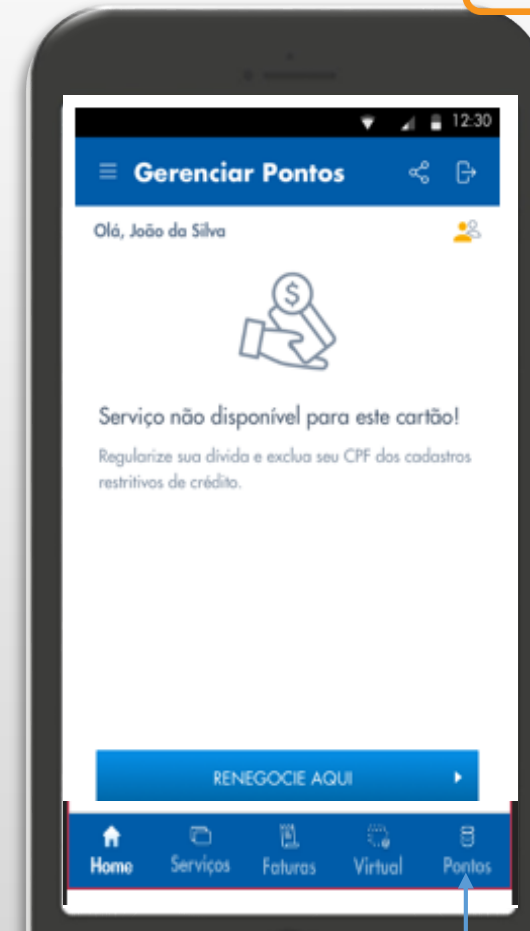 12:30
Gerenciar Pontos
Olá, João da Silva
Serviço não disponível para este cartão!
Regularize sua divida e exclua seu CPF dos cadastros
restritivos de crédito.
RENEGOCIE AQUI
Home Serviços Faturas Virtual Pontos